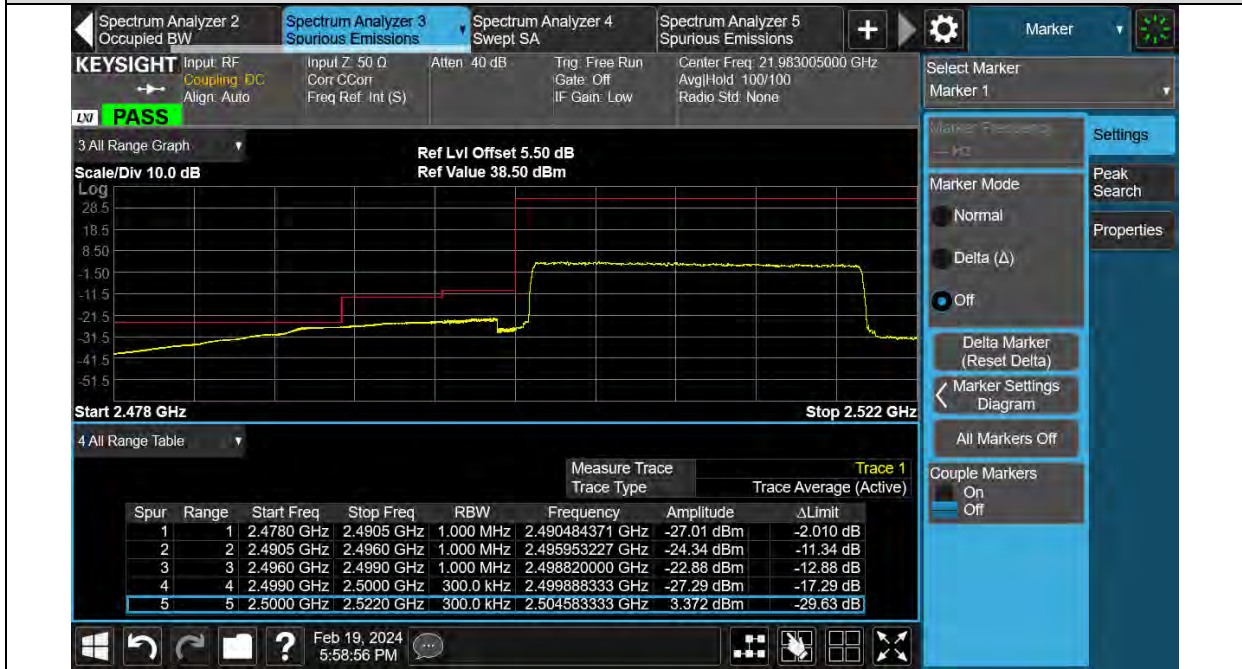 Spectrum Analyzer 2
Occupied BW
Spectrum Analyzer 3
Spurious Emissions
Spectrum Analyzer 4
Swept SA
Spectrum Analyzer 5
Spurious Emissions
+
Marker
KEYSIGHT
Input: RF
Coupling: DC
Align: Auto
Input Z: 50 Ω
Corr CCorr
Freq Ref: Int (S)
Atten: 40 dB
Trig: Free Run
Gate: Off
IF Gain: Low
Center Freq: 21.983005000 GHz
Avg|Hold: 100/100
Radio Std: None
LXI PASS
Select Marker
Marker 1
3 All Range Graph
Scale/Div 10.0 dB
Ref Lvl Offset 5.50 dB
Ref Value 38.50 dBm
Log
28.5
18.5
8.50
-1.50
-11.5
-21.5
-31.5
-41.5
-51.5
Start 2.478 GHz
Stop 2.522 GHz
Marker Frequency
--- Hz
Settings
Marker Mode
Normal
Delta (Δ)
Off
Peak
Search
Properties
Delta Marker
(Reset Delta)
Marker Settings
Diagram
All Markers Off
Couple Markers
On
Off
4 All Range Table
Measure Trace Trace 1
Trace Type Trace Average (Active)
Spur Range Start Freq Stop Freq RBW Frequency Amplitude ΔLimit
1 1 2.4780 GHz 2.4905 GHz 1.000 MHz 2.490484371 GHz -27.01 dBm -2.010 dB
2 2 2.4905 GHz 2.4960 GHz 1.000 MHz 2.495953227 GHz -24.34 dBm -11.34 dB
3 3 2.4960 GHz 2.4990 GHz 1.000 MHz 2.498820000 GHz -22.88 dBm -12.88 dB
4 4 2.4990 GHz 2.5000 GHz 300.0 kHz 2.499888333 GHz -27.29 dBm -17.29 dB
5 5 2.5000 GHz 2.5220 GHz 300.0 kHz 2.504583333 GHz 3.372 dBm -29.63 dB
?
Feb 19, 2024
5:58:56 PM